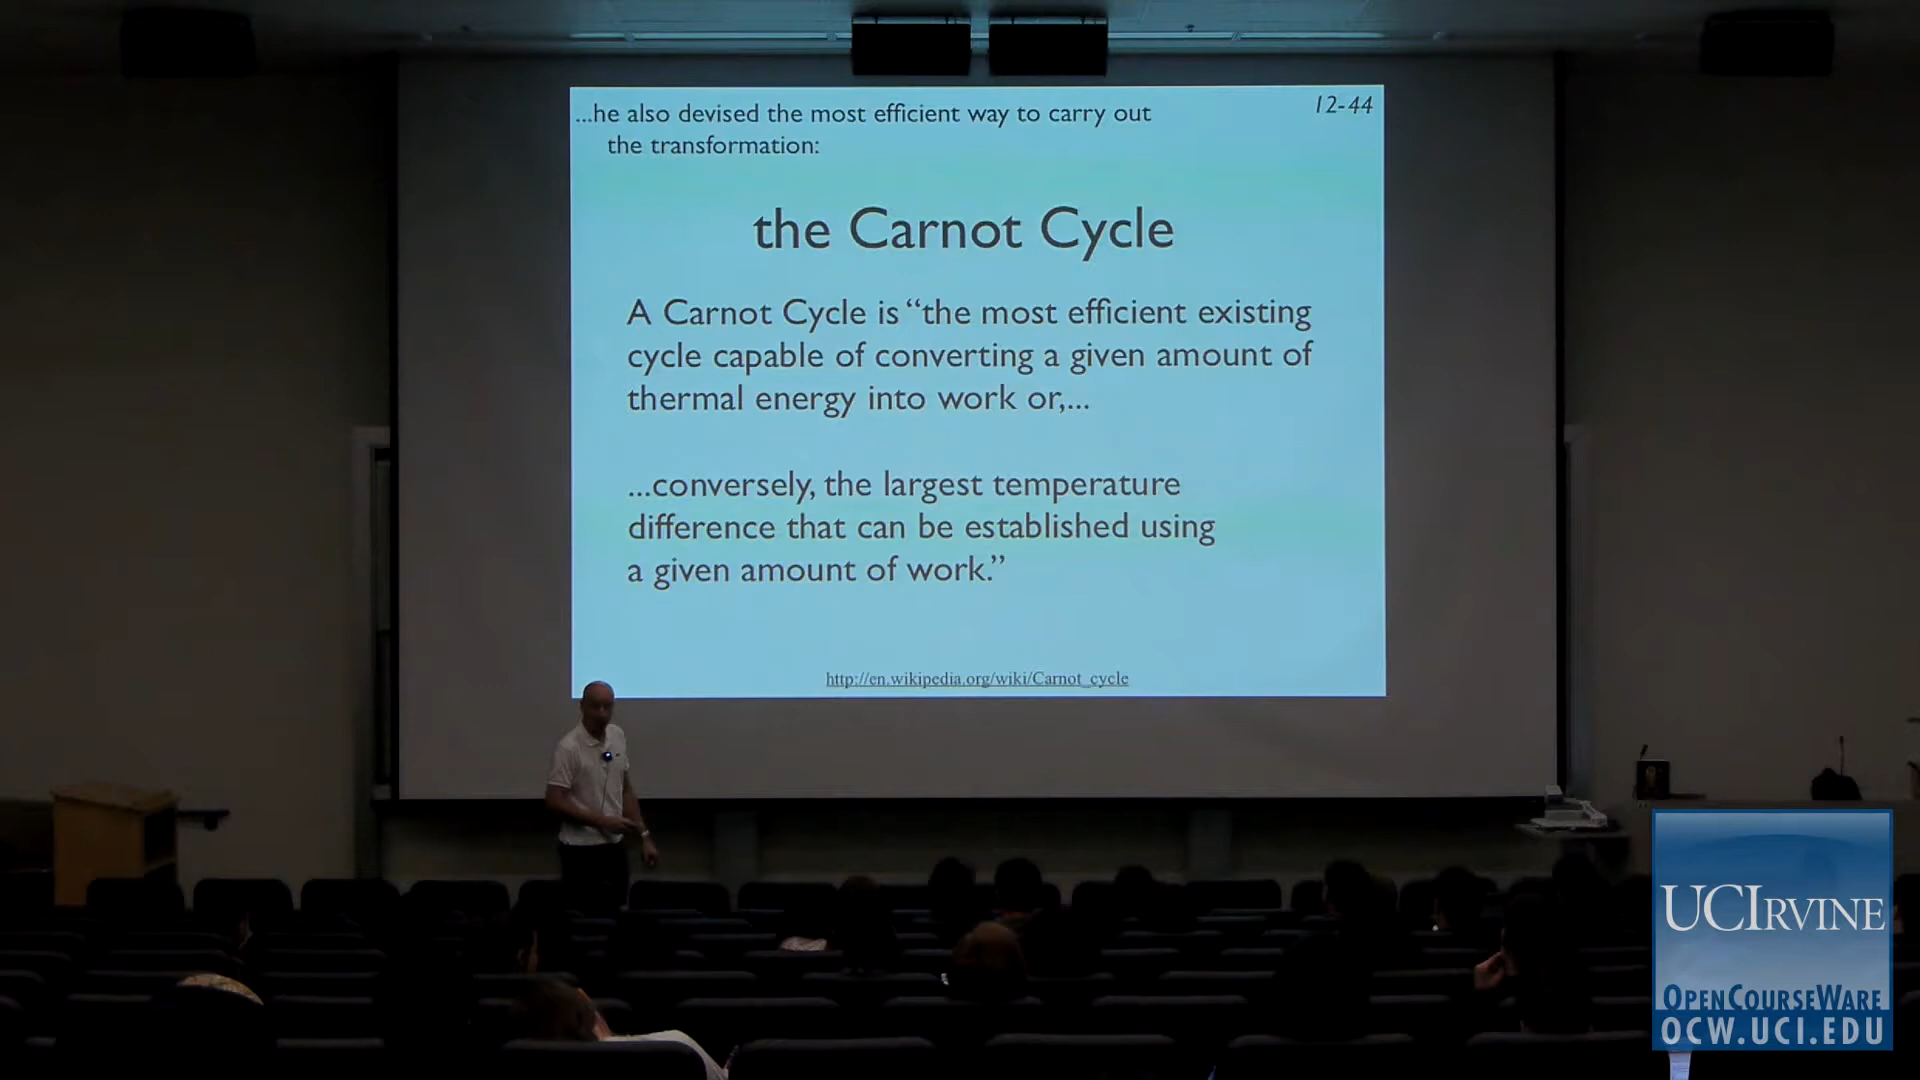 ...he also devised the most efficient way to carry out
the transformation:
12-44
the Carnot Cycle
A Carnot Cycle is “the most efficient existing
cycle capable of converting a given amount of
thermal energy into work or,...
...conversely, the largest temperature
difference that can be established using
a given amount of work.”
http://en.wikipedia.org/wiki/Carnot_cycle
UCIRVINE
OPENCOURSEWARE
OCW.UCI.EDU